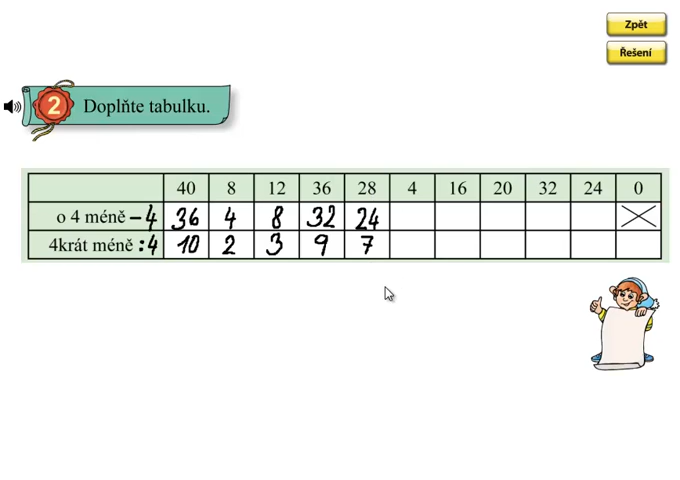 Zpět
Řešení
2 Doplňte tabulku.
40 8 12 36 28 4 16 20 32 24 0
o 4 méně – 4 36 4 8 32 24
4krát méně : 4 10 2 3 9 7